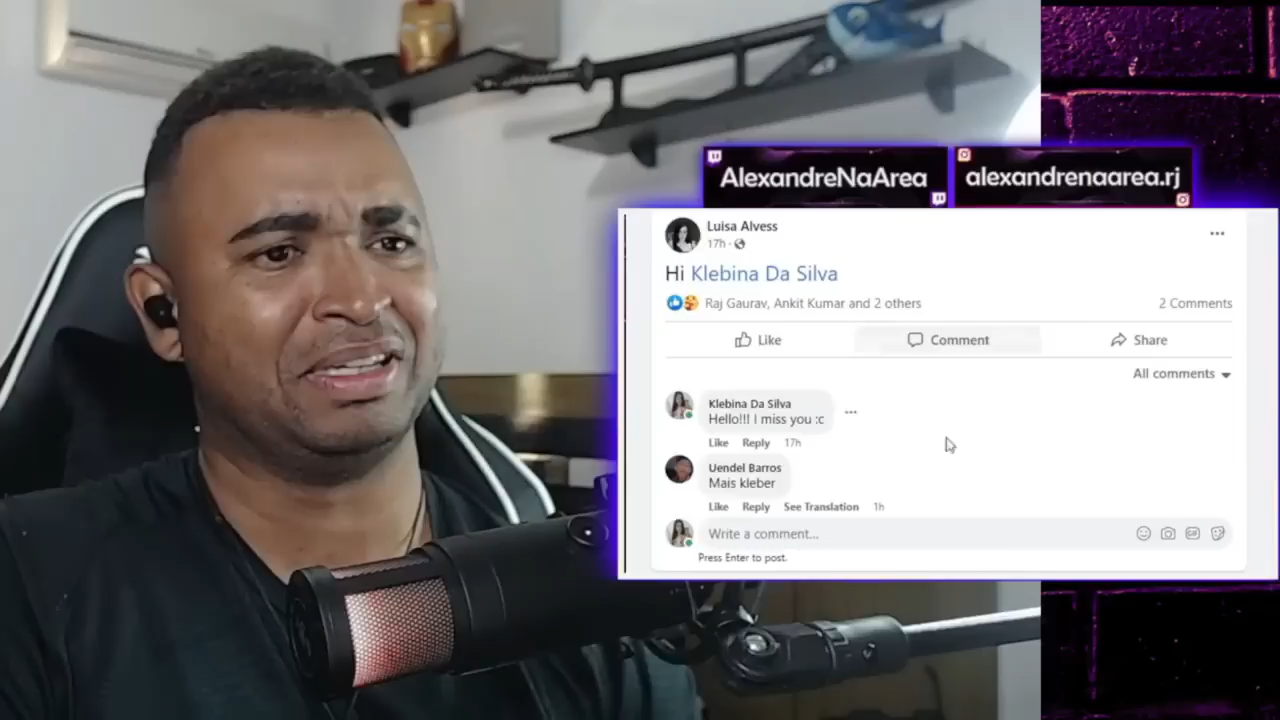 AlexandreNaArea
alexandrenaarea.rj
Luisa Alvess
17h ·
Hi Klebina Da Silva
Raj Gaurav, Ankit Kumar and 2 others
2 Comments
Like
Comment
Share
All comments
Klebina Da Silva
Hello!!! I miss you :c
Like Reply 17h
Uendel Barros
Mais kleber
Like Reply See Translation 1h
Write a comment...
GIF
Press Enter to post.